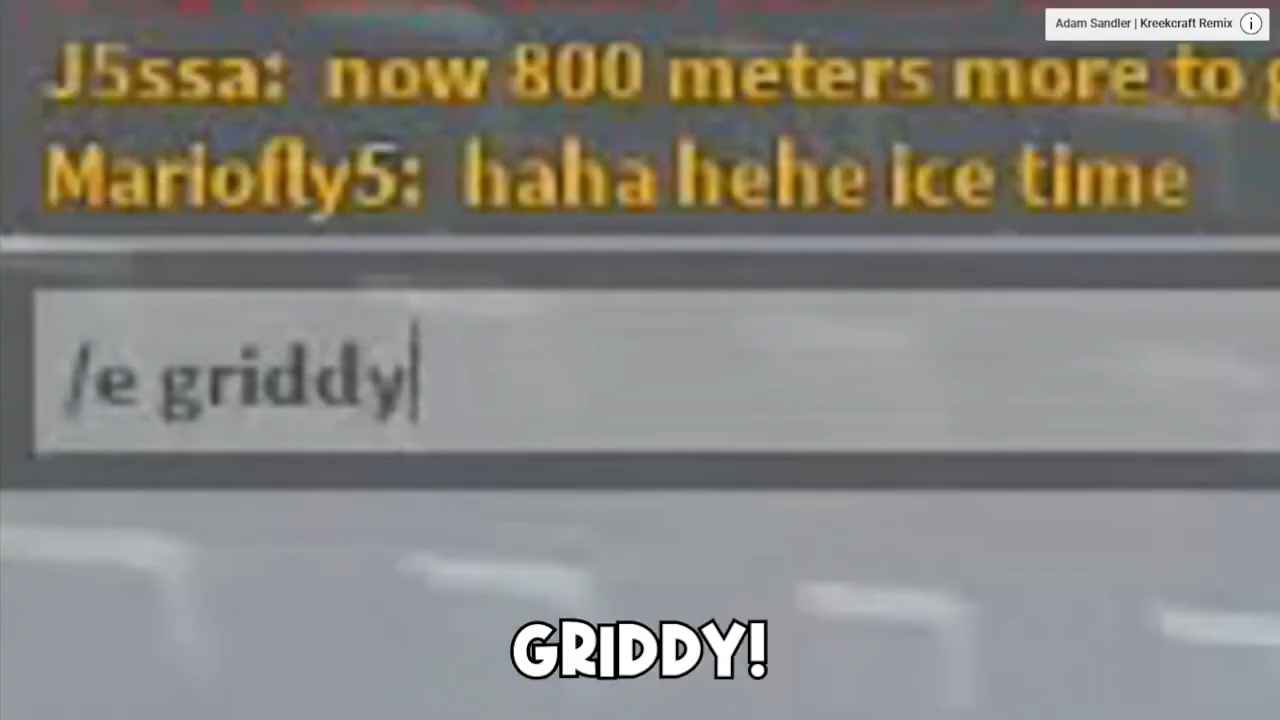 Adam Sandler | Kreekcraft Remix
J5ssa: now 800 meters more to
Mariofly5: haha hehe ice time
/e griddy
GRIDDY!